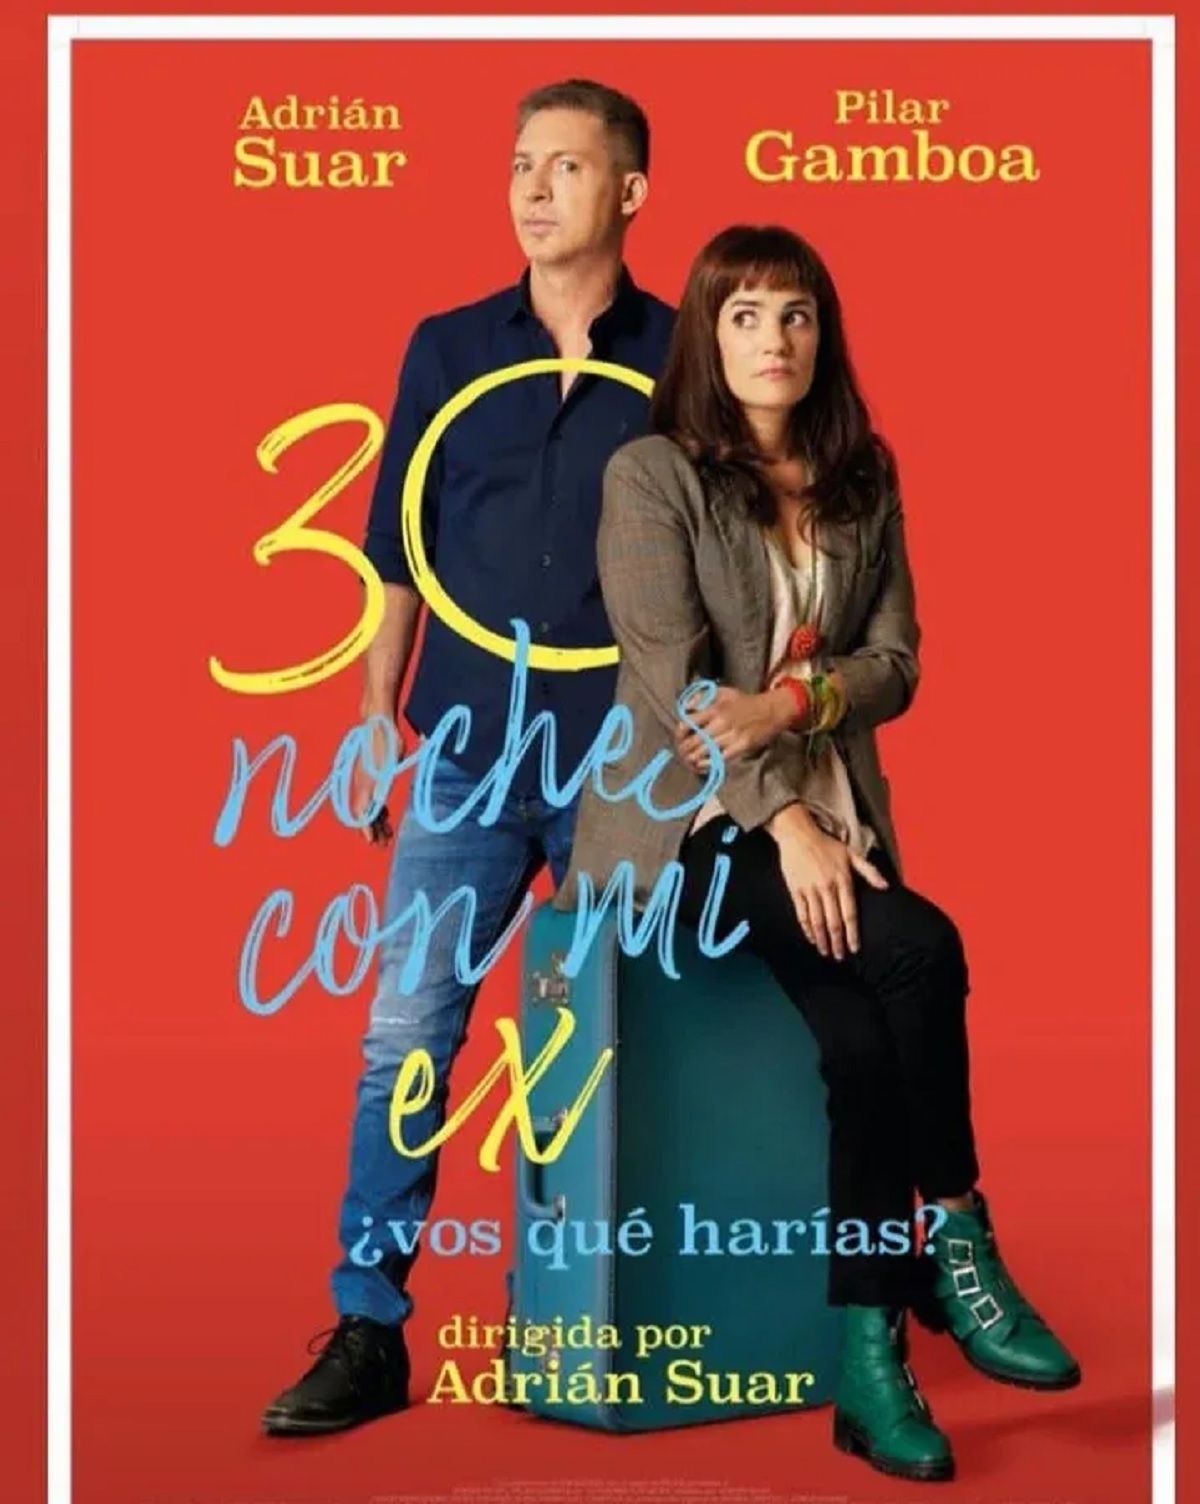 Adrián
Suar
Pilar
Gamboa
30
noches
con mi
ex
¿vos qué harías?
dirigida por
Adrián Suar